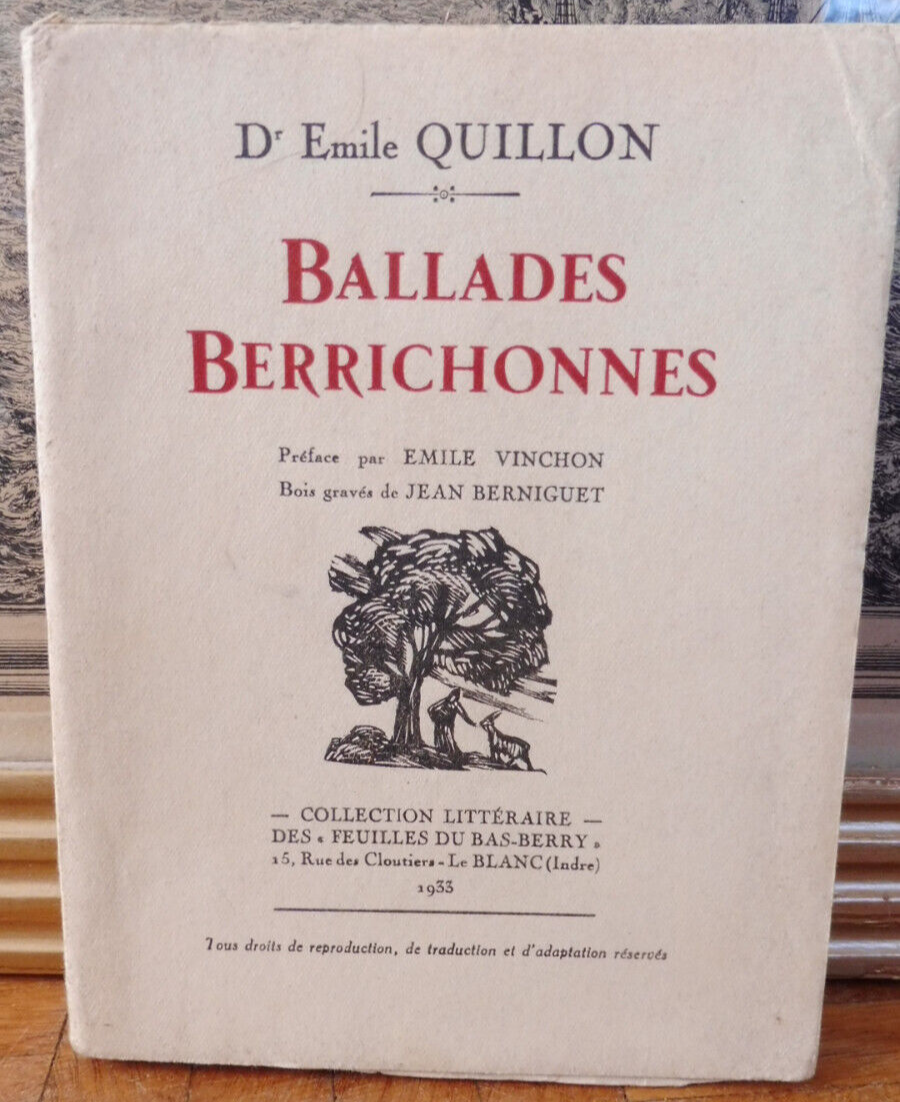 Dr Emile QUILLON
BALLADES
BERRICHONNES
Préface par EMILE VINCHON
Bois gravés de JEAN BERNIGUET
— COLLECTION LITTÉRAIRE —
DES « FEUILLES DU BAS-BERRY »
15, Rue des Cloutiers - Le BLANC (Indre)
1933
Tous droits de reproduction, de traduction et d'adaptation réservés